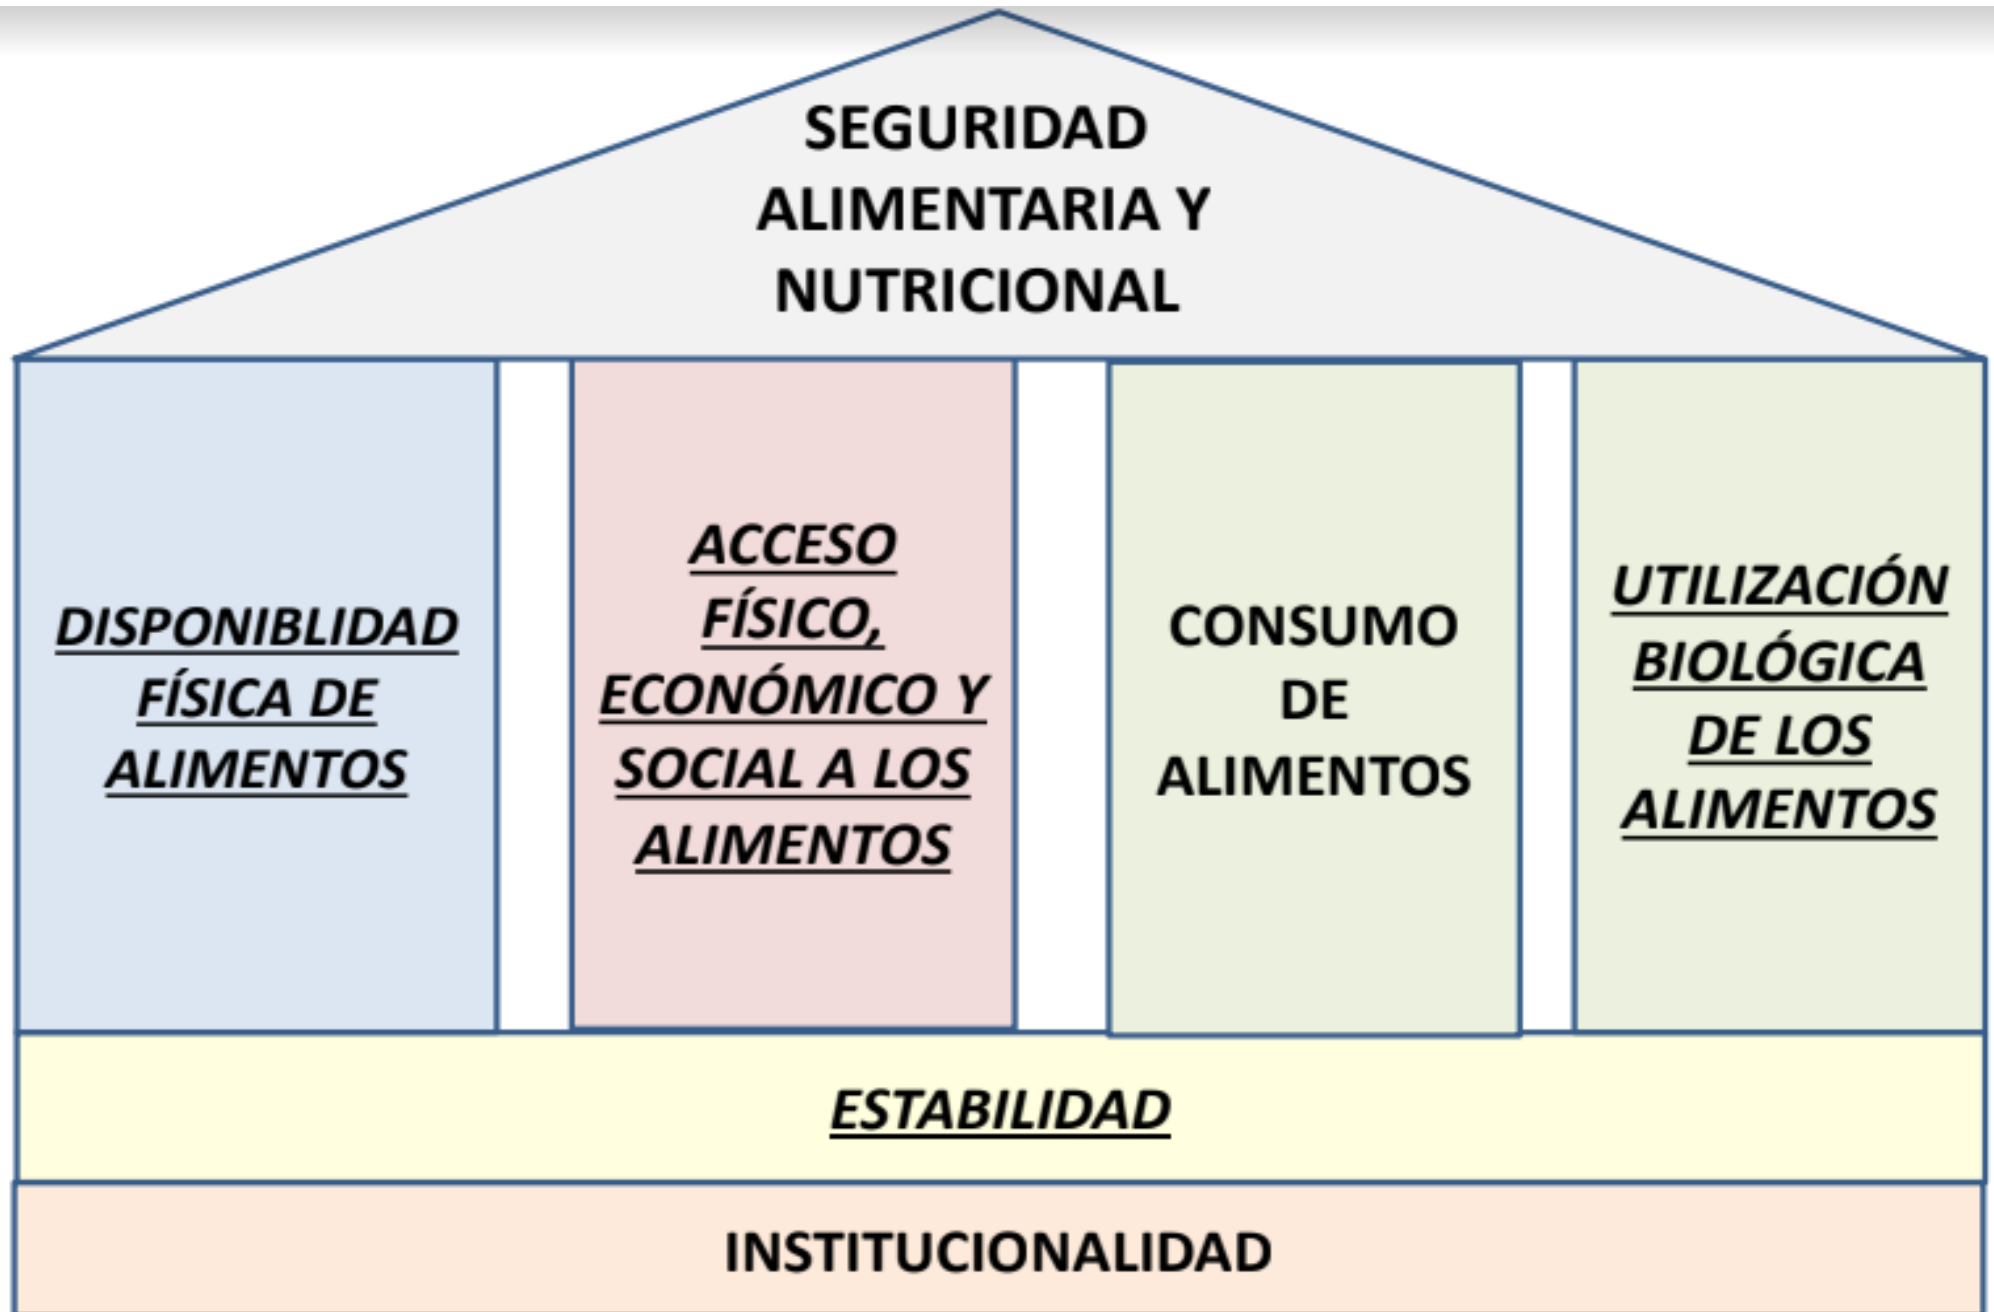 SEGURIDAD
ALIMENTARIA Y
NUTRICIONAL
DISPONIBLIDAD
FÍSICA DE
ALIMENTOS
ACCESO
FÍSICO,
ECONÓMICO Y
SOCIAL A LOS
ALIMENTOS
CONSUMO
DE
ALIMENTOS
UTILIZACIÓN
BIOLÓGICA
DE LOS
ALIMENTOS
ESTABILIDAD
INSTITUCIONALIDAD